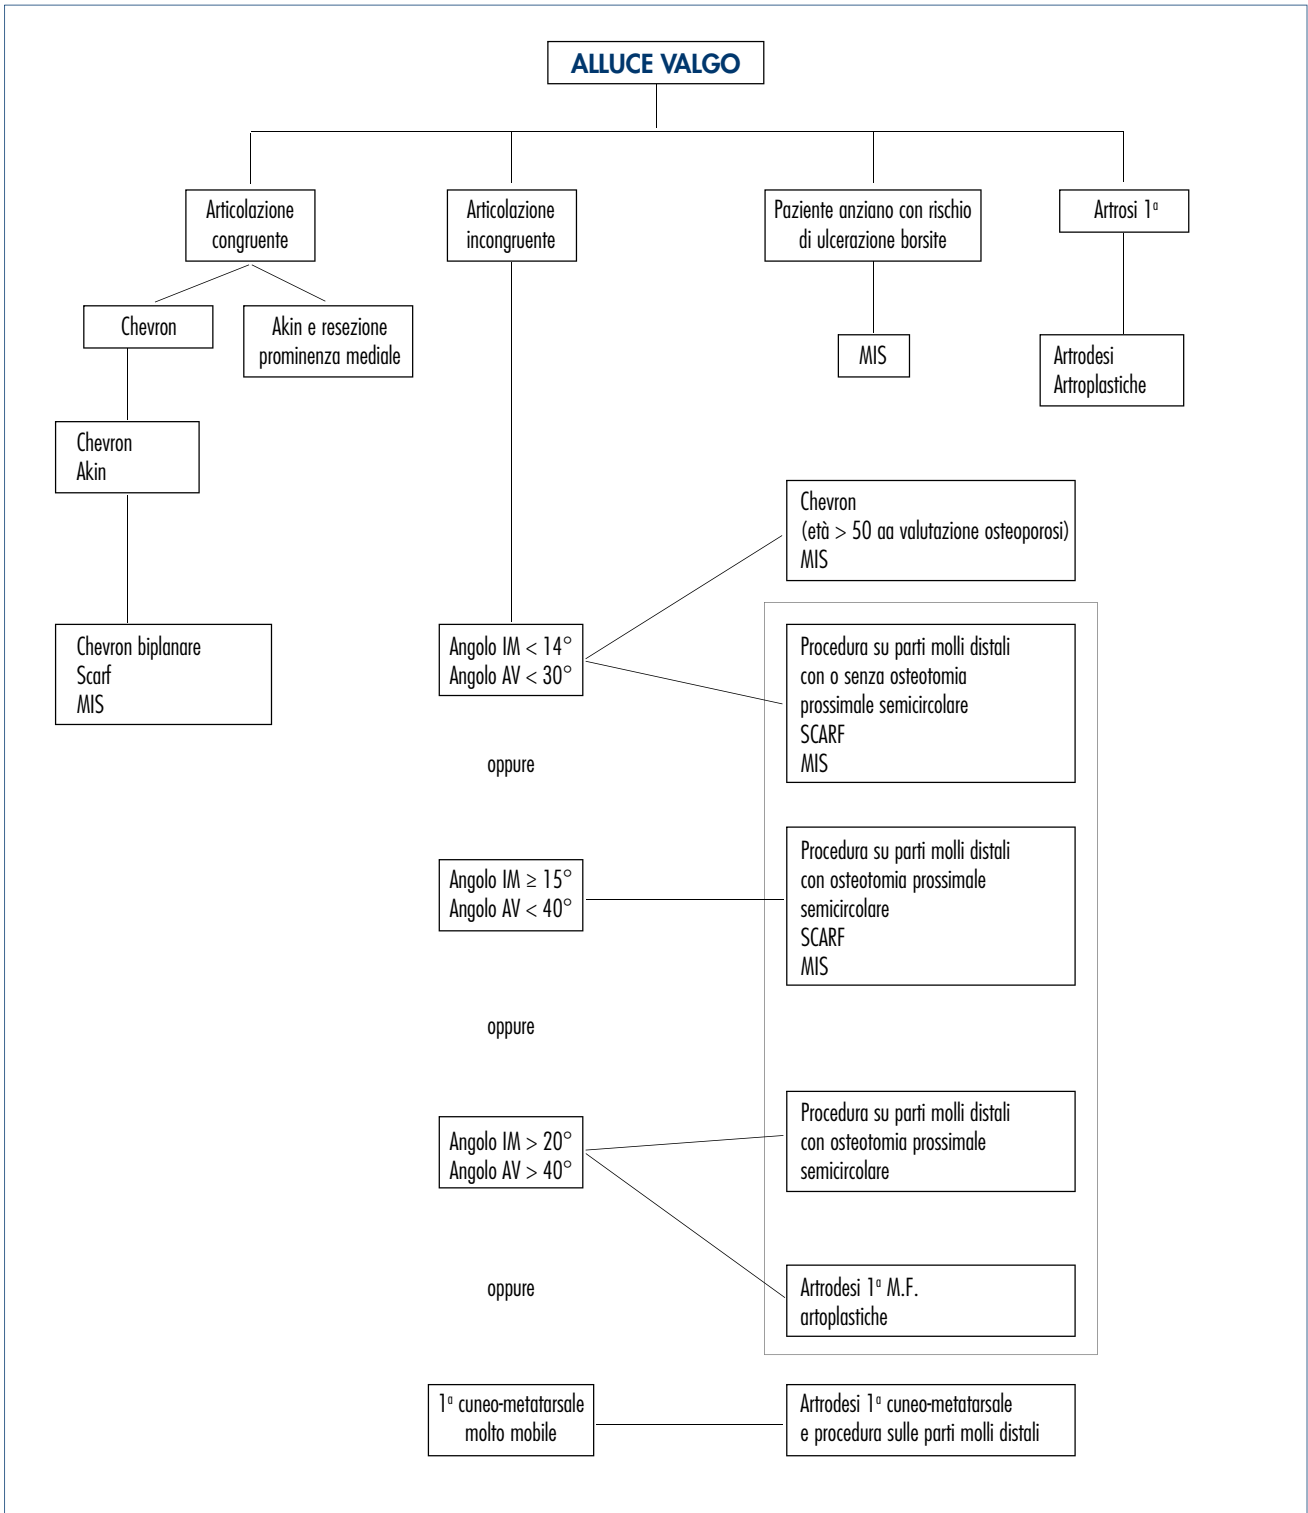 ALLUCE VALGO
Articolazione
congruente
Articolazione
incongruente
Paziente anziano con rischio
di ulcerazione borsite
Artrosi 1ª
Chevron
Akin e resezione
prominenza mediale
MIS
Artrodesi
Artroplastiche
Chevron
Akin
Chevron biplanare
Scarf
MIS
Chevron
(età > 50 aa valutazione osteoporosi)
MIS
Angolo IM < 14°
Angolo AV < 30°
Procedura su parti molli distali
con o senza osteotomia
prossimale semicircolare
SCARF
MIS
oppure
Angolo IM ≥ 15°
Angolo AV < 40°
Procedura su parti molli distali
con osteotomia prossimale
semicircolare
SCARF
MIS
oppure
Angolo IM > 20°
Angolo AV > 40°
Procedura su parti molli distali
con osteotomia prossimale
semicircolare
oppure
Artrodesi 1ª M.F.
artoplastiche
1ª cuneo-metatarsale
molto mobile
Artrodesi 1ª cuneo-metatarsale
e procedura sulle parti molli distali